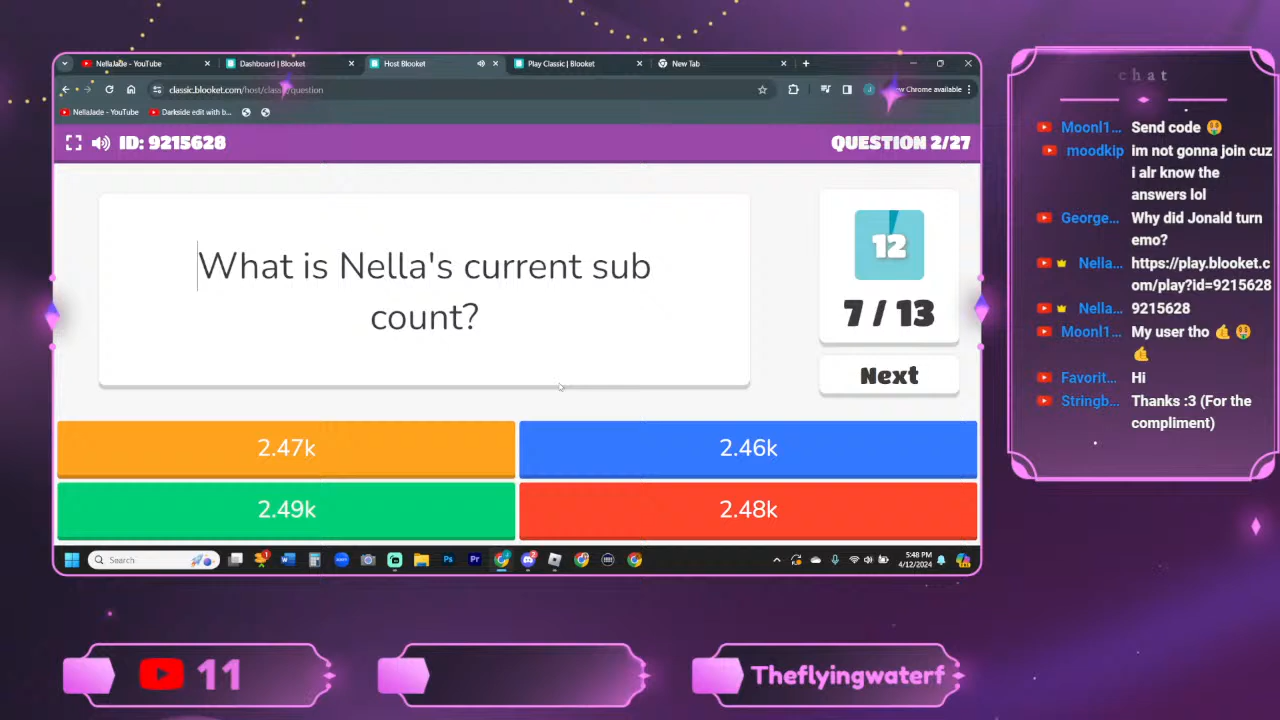 NellaJade - YouTube
Dashboard | Blooket
Host Blooket
Play Classic | Blooket
New Tab
classic.blooket.com/host/classic/question
w Chrome available
NellaJade - YouTube
Darkside edit with b...
ID: 9215628
QUESTION 2/27
What is Nella's current sub
count?
12
7 / 13
Next
2.47k
2.46k
2.49k
2.48k
Search
5:48 PM
4/12/2024
chat
Moonl1... Send code 🤑
moodkip im not gonna join cuz
i alr know the
answers lol
George... Why did Jonald turn
emo?
Nella... https://play.blooket.c
om/play?id=9215628
Nella... 9215628
Moonl1... My user tho 🤙 🤑
🤙
Favorit... Hi
Stringb... Thanks :3 (For the
compliment)
11
Theflyingwaterf